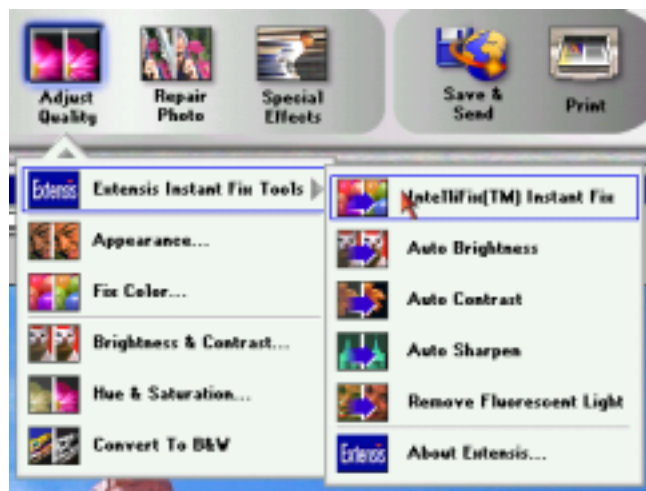 Adjust
Quality
Repair
Photo
Special
Effects
Save &
Send
Print
Extensis
Extensis Instant Fix Tools
Appearance...
Fix Color...
Brightness & Contrast...
Hue & Saturation...
Convert To B&W
IntelliFix(TM) Instant Fix
Auto Brightness
Auto Contrast
Auto Sharpen
Remove Fluorescent Light
Extensis
About Extensis...